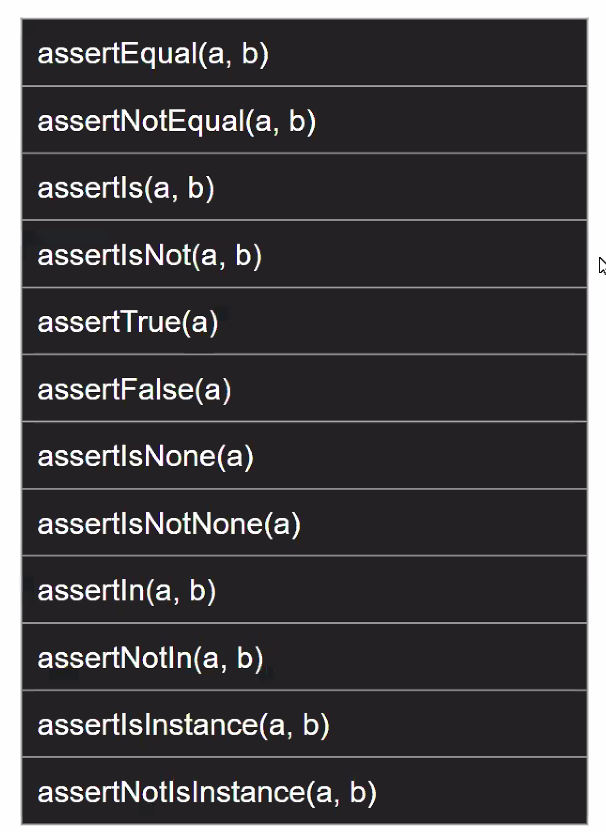 assertEqual(a, b)
assertNotEqual(a, b)
assertIs(a, b)
assertIsNot(a, b)
assertTrue(a)
assertFalse(a)
assertIsNone(a)
assertIsNotNone(a)
assertIn(a, b)
assertNotIn(a, b)
assertIsInstance(a, b)
assertNotIsInstance(a, b)